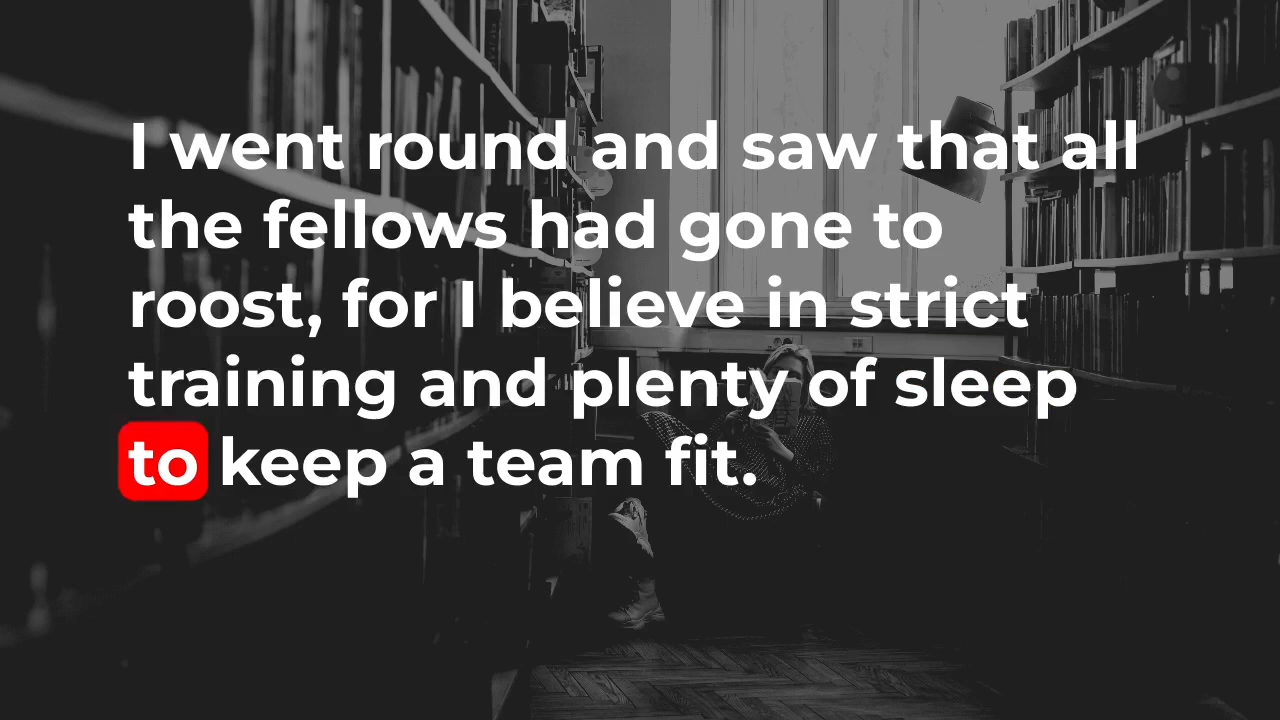 I went round and saw that all
the fellows had gone to
roost, for I believe in strict
training and plenty of sleep
to keep a team fit.